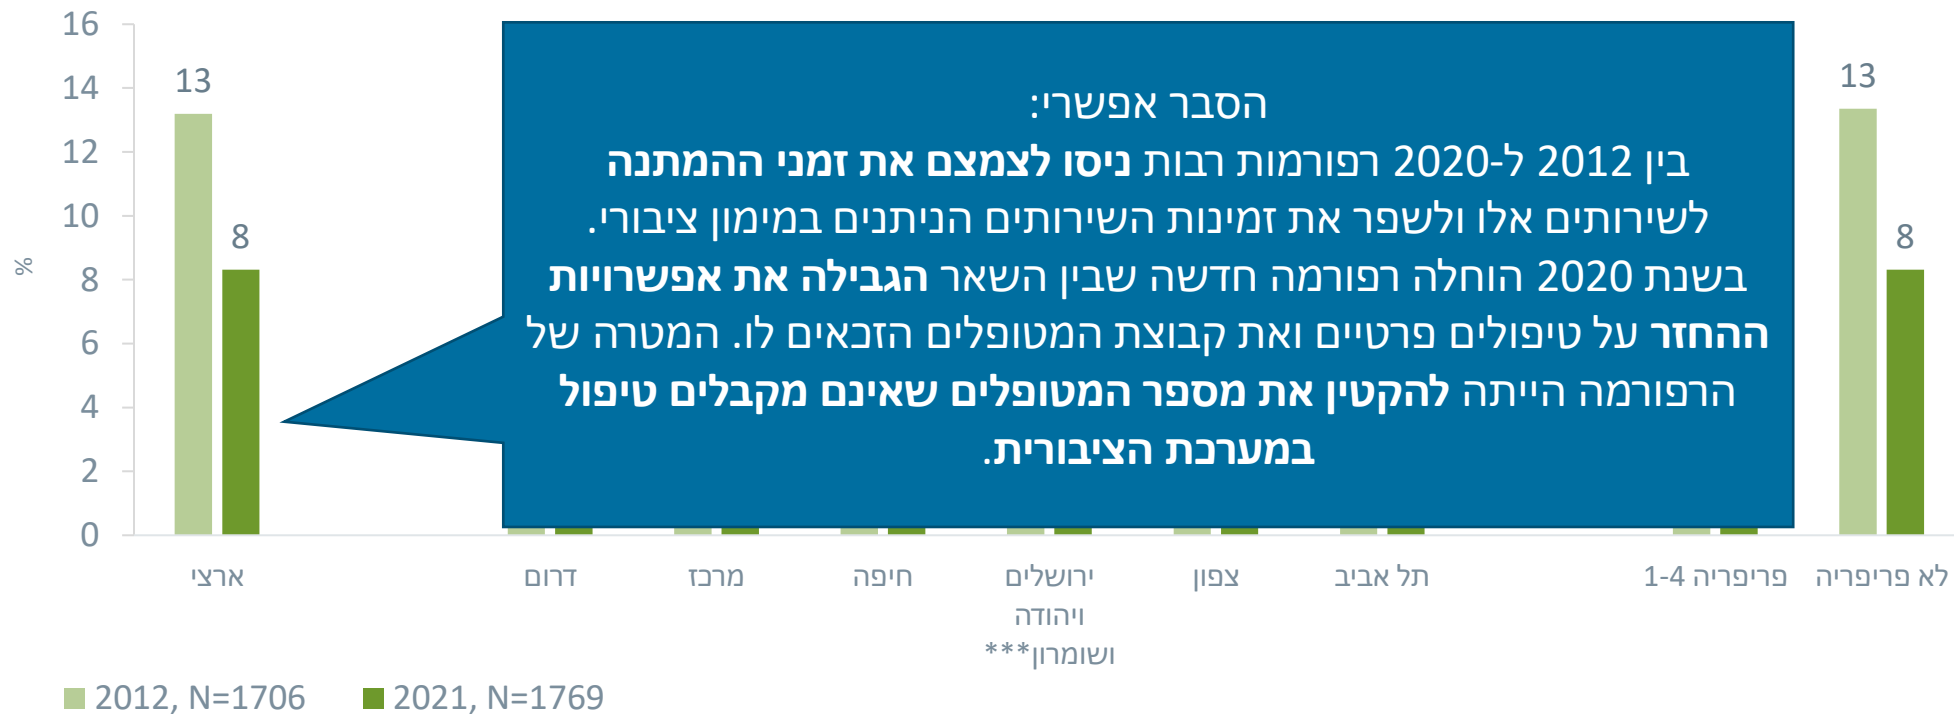 16
14
12
10
8
6
4
2
0
%
13
8
13
8
הסבר אפשרי:
בין 2012 ל-2020 רפורמות רבות ניסו לצמצם את זמני ההמתנה
לשירותים אלו ולשפר את זמינות השירותים הניתנים במימון ציבורי.
בשנת 2020 הוחלה רפורמה חדשה שבין השאר הגבילה את אפשרויות
ההחזר על טיפולים פרטיים ואת קבוצת המטופלים הזכאים לו. המטרה של
הרפורמה הייתה להקטין את מספר המטופלים שאינם מקבלים טיפול
במערכת הציבורית.
ארצי
דרום
מרכז
חיפה
ירושלים
ויהודה
ושומרון***
צפון
תל אביב
פריפריה 1-4
לא פריפריה
2012, N=1706
2021, N=1769